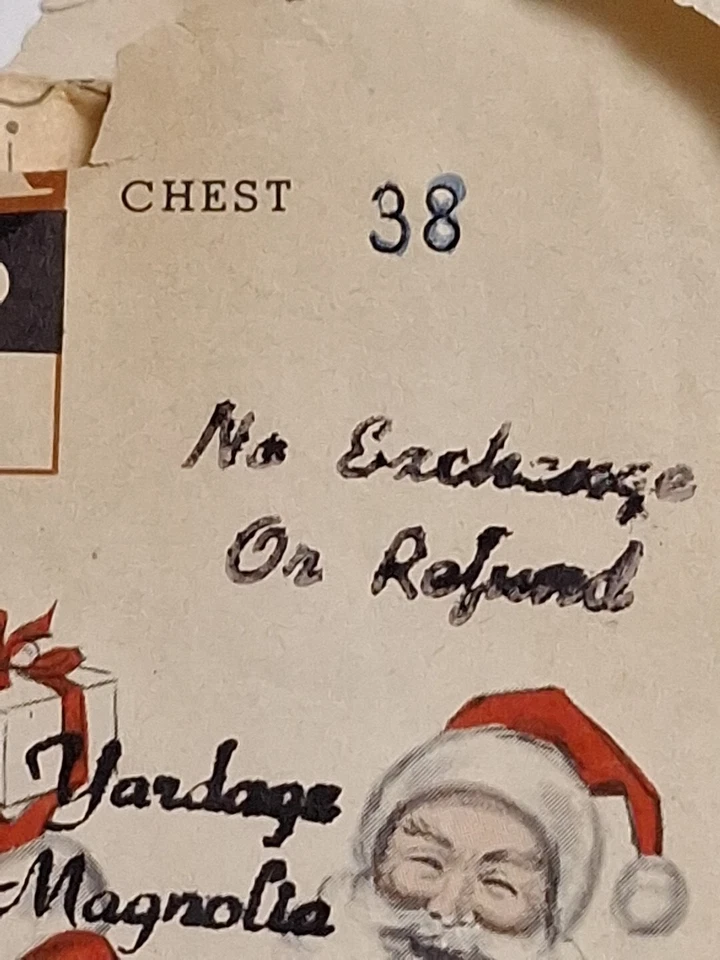 CHEST 38
No Exchange
Or Refund
Yardage
Magnolia